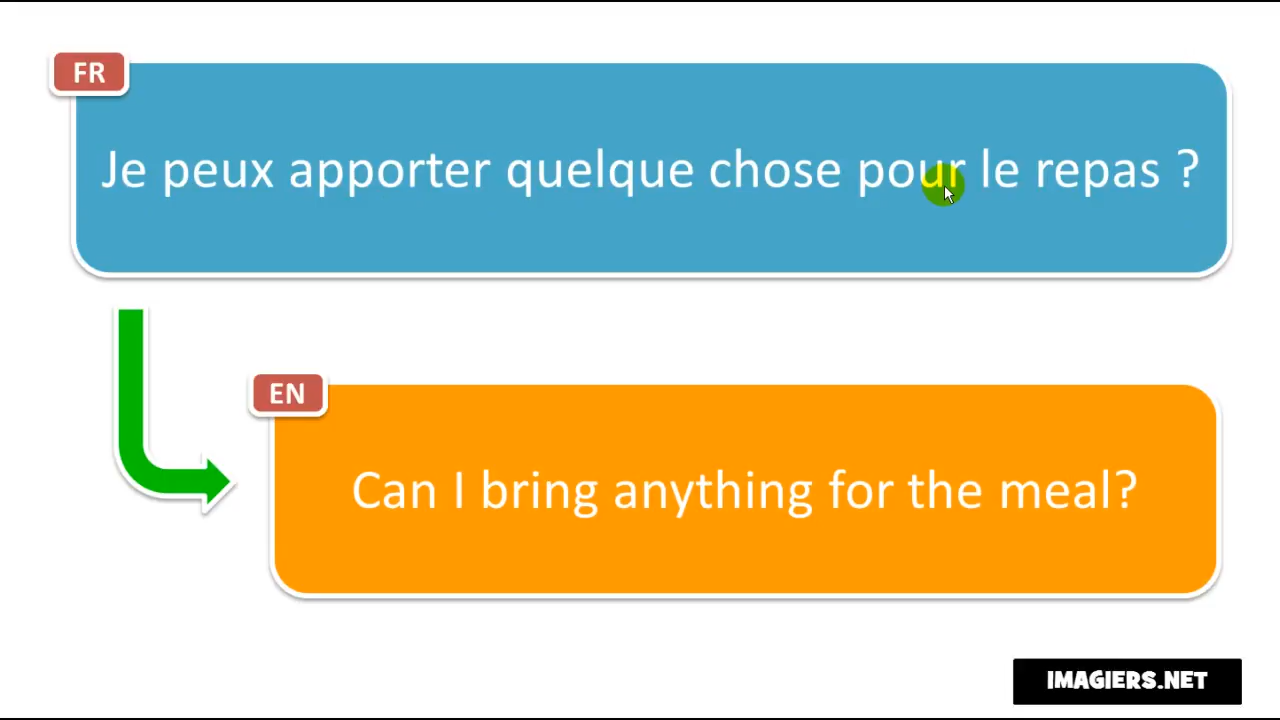 FR
Je peux apporter quelque chose pour le repas ?
EN
Can I bring anything for the meal?
IMAGIERS.NET